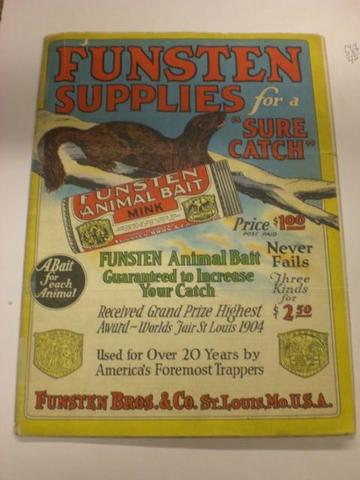 FUNSTEN
SUPPLIES for a
"SURE
CATCH"
FUNSTEN
ANIMAL BAIT
MINK
Price $1.00
POST PAID
FUNSTEN Animal Bait
Guaranteed to Increase
Your Catch
Never
Fails
Three
Kinds
for
$2.50
A Bait
for
each
Animal
Received Grand Prize Highest
Award - Worlds Fair St Louis 1904
Used for Over 20 Years by
America's Foremost Trappers
FUNSTEN BROS. & CO. ST. LOUIS, MO. U.S.A.